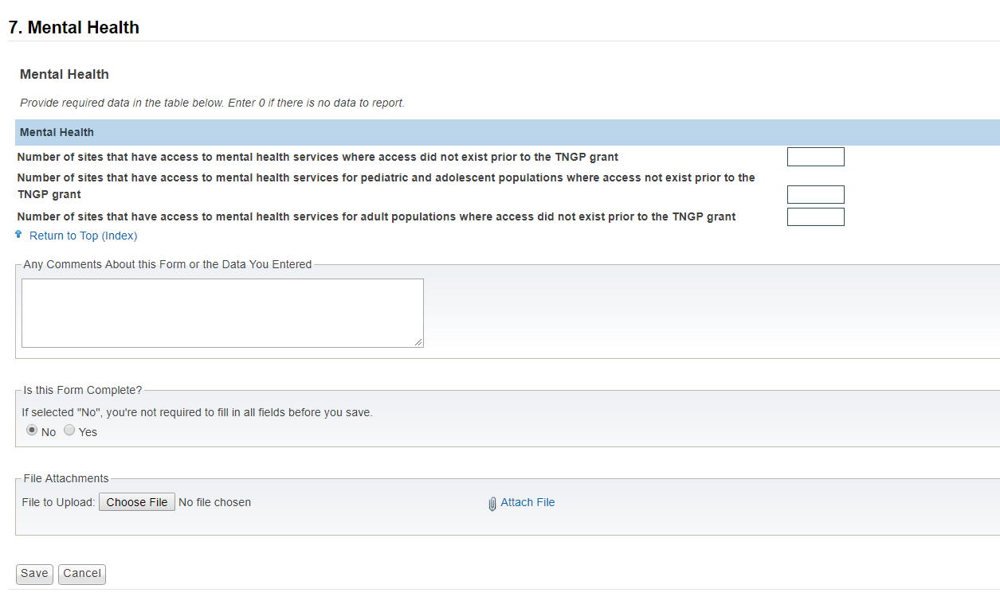 7. Mental Health
Mental Health
Provide required data in the table below. Enter 0 if there is no data to report.
Mental Health
Number of sites that have access to mental health services where access did not exist prior to the TNGP grant
Number of sites that have access to mental health services for pediatric and adolescent populations where access not exist prior to the
TNGP grant
Number of sites that have access to mental health services for adult populations where access did not exist prior to the TNGP grant
Return to Top (Index)
Any Comments About this Form or the Data You Entered
Is this Form Complete?
If selected "No", you're not required to fill in all fields before you save.
No Yes
File Attachments
File to Upload: Choose File No file chosen Attach File
Save Cancel